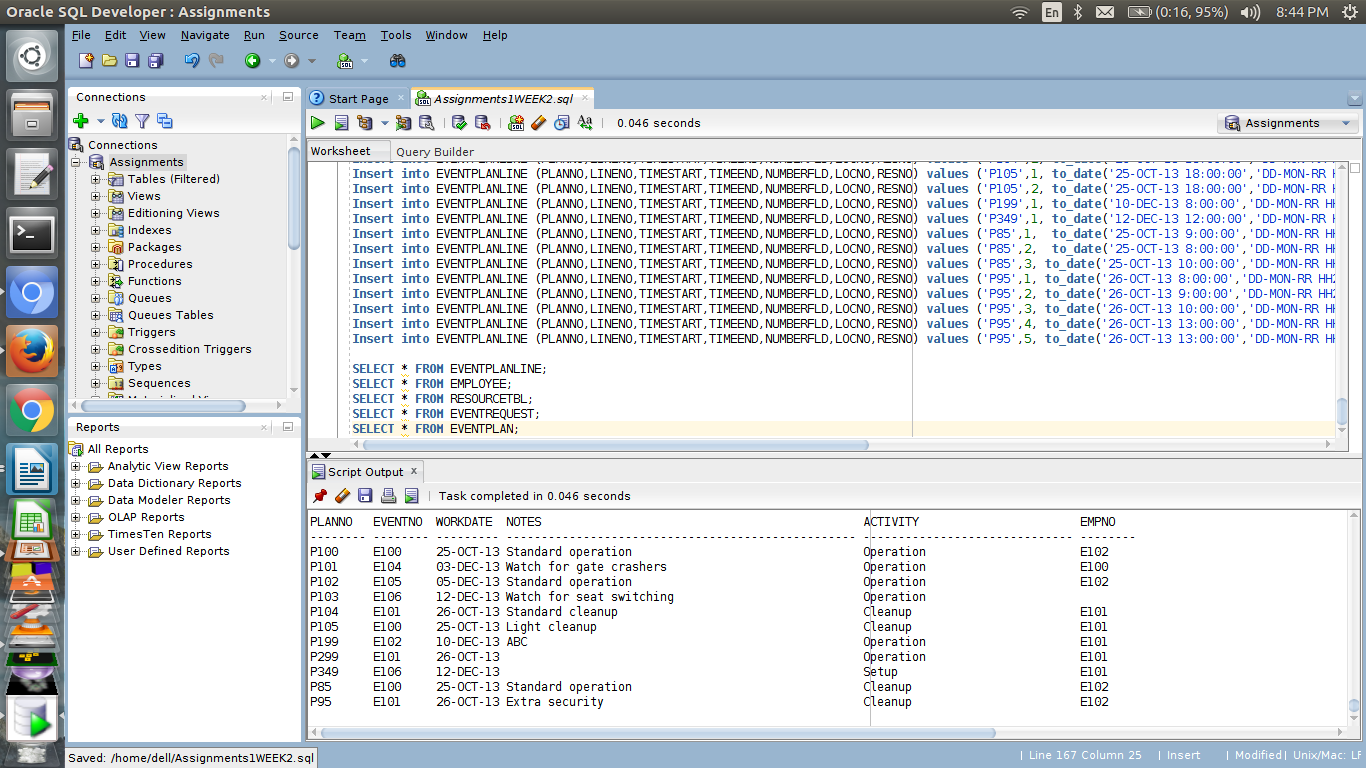 Oracle SQL Developer : Assignments
En
(0:16, 95%)
8:44 PM
File Edit View Navigate Run Source Team Tools Window Help
Connections
Connections
Assignments
Tables (Filtered)
Views
Editioning Views
Indexes
Packages
Procedures
Functions
Queues
Queues Tables
Triggers
Crossedition Triggers
Types
Sequences
Reports
All Reports
Analytic View Reports
Data Dictionary Reports
Data Modeler Reports
OLAP Reports
TimesTen Reports
User Defined Reports
Start Page
Assignments1WEEK2.sql
0.046 seconds
Assignments
Worksheet Query Builder
Insert into EVENTPLANLINE (PLANNO,LINENO,TIMESTART,TIMEEND,NUMBERFLD,LOCNO,RESNO) values ('P105',1, to_date('25-OCT-13 18:00:00','DD-MON-RR H
Insert into EVENTPLANLINE (PLANNO,LINENO,TIMESTART,TIMEEND,NUMBERFLD,LOCNO,RESNO) values ('P105',2, to_date('25-OCT-13 18:00:00','DD-MON-RR H
Insert into EVENTPLANLINE (PLANNO,LINENO,TIMESTART,TIMEEND,NUMBERFLD,LOCNO,RESNO) values ('P199',1, to_date('10-DEC-13 8:00:00','DD-MON-RR HH
Insert into EVENTPLANLINE (PLANNO,LINENO,TIMESTART,TIMEEND,NUMBERFLD,LOCNO,RESNO) values ('P349',1, to_date('12-DEC-13 12:00:00','DD-MON-RR H
Insert into EVENTPLANLINE (PLANNO,LINENO,TIMESTART,TIMEEND,NUMBERFLD,LOCNO,RESNO) values ('P85',1,  to_date('25-OCT-13 9:00:00','DD-MON-RR HH
Insert into EVENTPLANLINE (PLANNO,LINENO,TIMESTART,TIMEEND,NUMBERFLD,LOCNO,RESNO) values ('P85',2,  to_date('25-OCT-13 8:00:00','DD-MON-RR HH
Insert into EVENTPLANLINE (PLANNO,LINENO,TIMESTART,TIMEEND,NUMBERFLD,LOCNO,RESNO) values ('P85',3, to_date('25-OCT-13 10:00:00','DD-MON-RR HH
Insert into EVENTPLANLINE (PLANNO,LINENO,TIMESTART,TIMEEND,NUMBERFLD,LOCNO,RESNO) values ('P95',1, to_date('26-OCT-13 8:00:00','DD-MON-RR HH2
Insert into EVENTPLANLINE (PLANNO,LINENO,TIMESTART,TIMEEND,NUMBERFLD,LOCNO,RESNO) values ('P95',2, to_date('26-OCT-13 9:00:00','DD-MON-RR HH2
Insert into EVENTPLANLINE (PLANNO,LINENO,TIMESTART,TIMEEND,NUMBERFLD,LOCNO,RESNO) values ('P95',3, to_date('26-OCT-13 10:00:00','DD-MON-RR HH
Insert into EVENTPLANLINE (PLANNO,LINENO,TIMESTART,TIMEEND,NUMBERFLD,LOCNO,RESNO) values ('P95',4, to_date('26-OCT-13 13:00:00','DD-MON-RR HH
Insert into EVENTPLANLINE (PLANNO,LINENO,TIMESTART,TIMEEND,NUMBERFLD,LOCNO,RESNO) values ('P95',5, to_date('26-OCT-13 13:00:00','DD-MON-RR HH
SELECT * FROM EVENTPLANLINE;
SELECT * FROM EMPLOYEE;
SELECT * FROM RESOURCETBL;
SELECT * FROM EVENTREQUEST;
SELECT * FROM EVENTPLAN;
Script Output
Task completed in 0.046 seconds
PLANNO EVENTNO WORKDATE NOTES ACTIVITY EMPNO
P100 E100 25-OCT-13 Standard operation Operation E102
P101 E104 03-DEC-13 Watch for gate crashers Operation E100
P102 E105 05-DEC-13 Standard operation Operation E102
P103 E106 12-DEC-13 Watch for seat switching Operation
P104 E101 26-OCT-13 Standard cleanup Cleanup E101
P105 E100 25-OCT-13 Light cleanup Cleanup E101
P199 E102 10-DEC-13 ABC Operation E101
P299 E101 26-OCT-13 Operation E101
P349 E106 12-DEC-13 Setup E101
P85 E100 25-OCT-13 Standard operation Cleanup E102
P95 E101 26-OCT-13 Extra security Cleanup E102
Saved: /home/dell/Assignments1WEEK2.sql
Line 167 Column 25 | Insert | Modified | Unix/Mac: LF